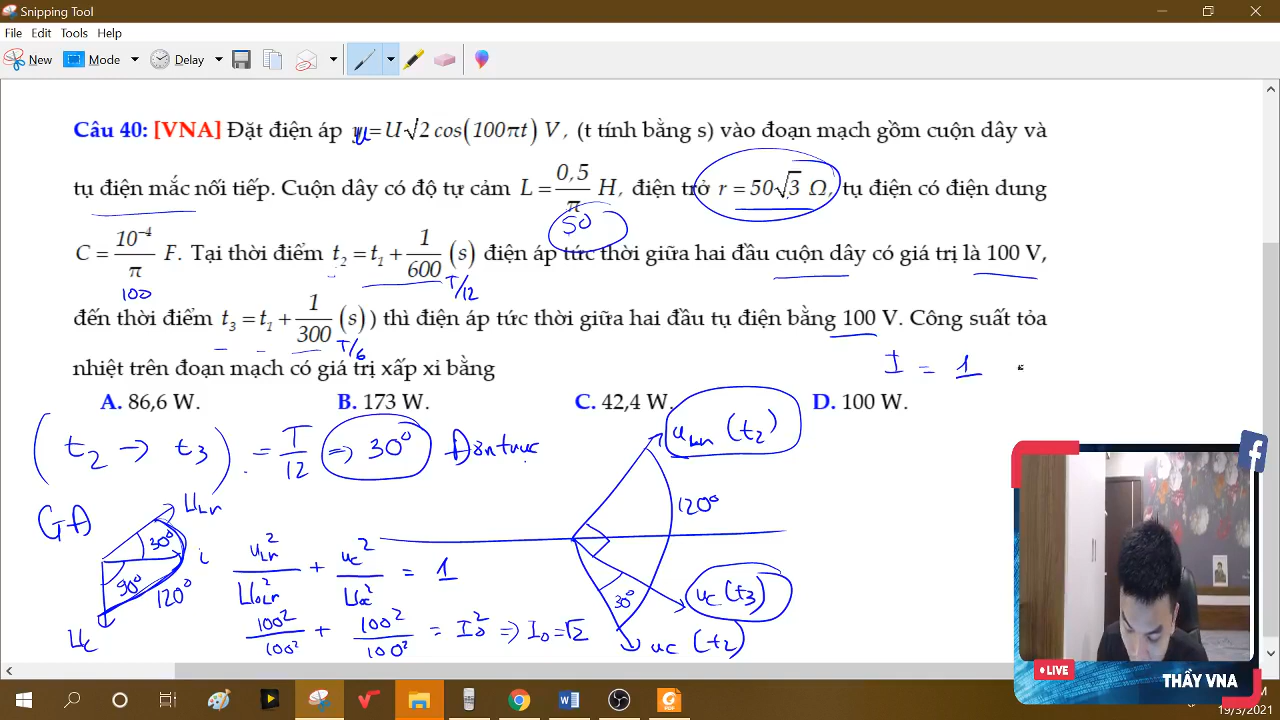 Snipping Tool
File Edit Tools Help
New Mode Delay
Câu 40: [VNA] Đặt điện áp u=U√2 cos(100πt) V, (t tính bằng s) vào đoạn mạch gồm cuộn dây và
tụ điện mắc nối tiếp. Cuộn dây có độ tự cảm L = 0,5/π H, điện trở r = 50√3 Ω, tụ điện có điện dung
50
C = 10⁻⁴/π F. Tại thời điểm t₂ = t₁ + 1/600 (s) điện áp tức thời giữa hai đầu cuộn dây có giá trị là 100 V,
100 T/12
đến thời điểm t₃ = t₁ + 1/300 (s) ) thì điện áp tức thời giữa hai đầu tụ điện bằng 100 V. Công suất tỏa
T/6
nhiệt trên đoạn mạch có giá trị xấp xỉ bằng
I = 1
A. 86,6 W. B. 173 W. C. 42,4 W. D. 100 W.
(t₂ → t₃) = T/12 => 30° Đơn trục
uLr (t₂)
120°
GĐ
ULr
30°
i
90°
120°
UC
uLr²/U0Lr² + uC²/U0C² = 1
100²/100² + 100²/100² = I0² => I0 = √2
30°
uC (t₃)
uC (t₂)
LIVE
THẦY VNA
19/3/2021